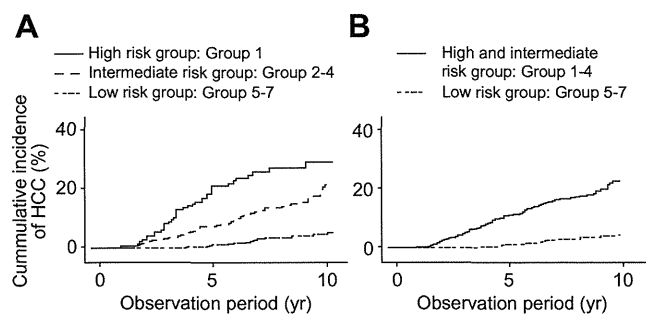 A
High risk group: Group 1
Intermediate risk group: Group 2-4
Low risk group: Group 5-7
Cummulative incidence
of HCC (%)
40
20
0
0 5 10
Observation period (yr)
B
High and intermediate
risk group: Group 1-4
Low risk group: Group 5-7
40
20
0
0 5 10
Observation period (yr)